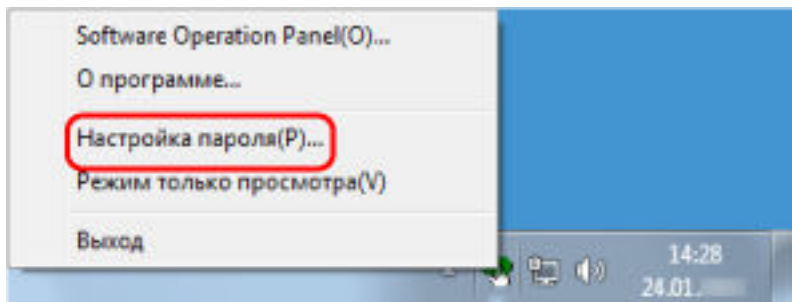 Software Operation Panel(O)...
О программе...
Настройка пароля(P)...
Режим только просмотра(V)
Выход
14:28
24.01.